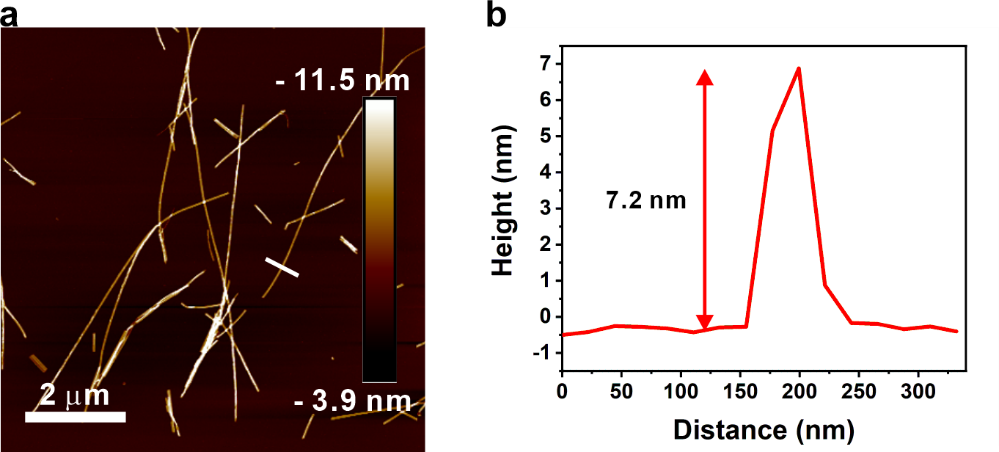 a
- 11.5 nm
- 3.9 nm
2 μm
b
Height (nm)
7
6
5
4
3
2
1
0
-1
7.2 nm
0 50 100 150 200 250 300
Distance (nm)